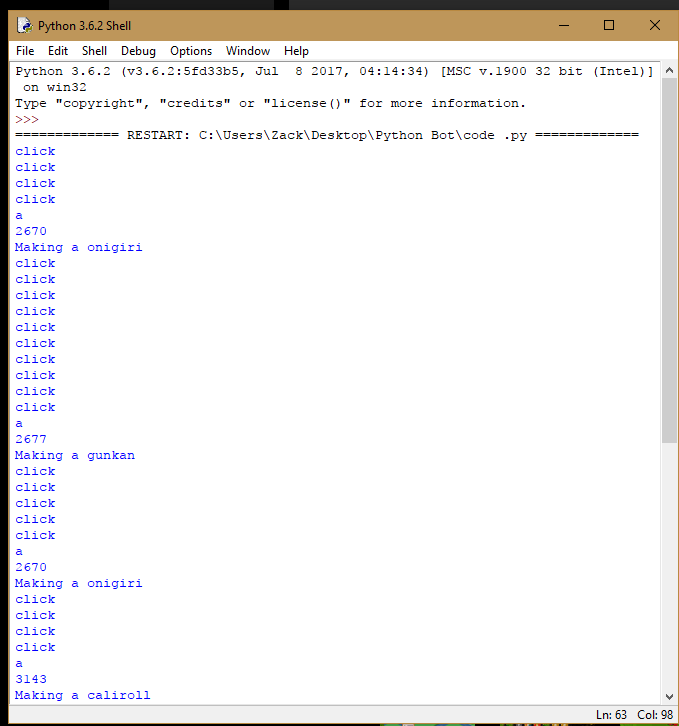 Python 3.6.2 Shell
File Edit Shell Debug Options Window Help
Python 3.6.2 (v3.6.2:5fd33b5, Jul  8 2017, 04:14:34) [MSC v.1900 32 bit (Intel)]
 on win32
Type "copyright", "credits" or "license()" for more information.
>>>
============= RESTART: C:\Users\Zack\Desktop\Python Bot\code .py =============
click
click
click
click
a
2670
Making a onigiri
click
click
click
click
click
click
click
click
click
click
a
2677
Making a gunkan
click
click
click
click
click
a
2670
Making a onigiri
click
click
click
click
a
3143
Making a caliroll
Ln: 63 Col: 98